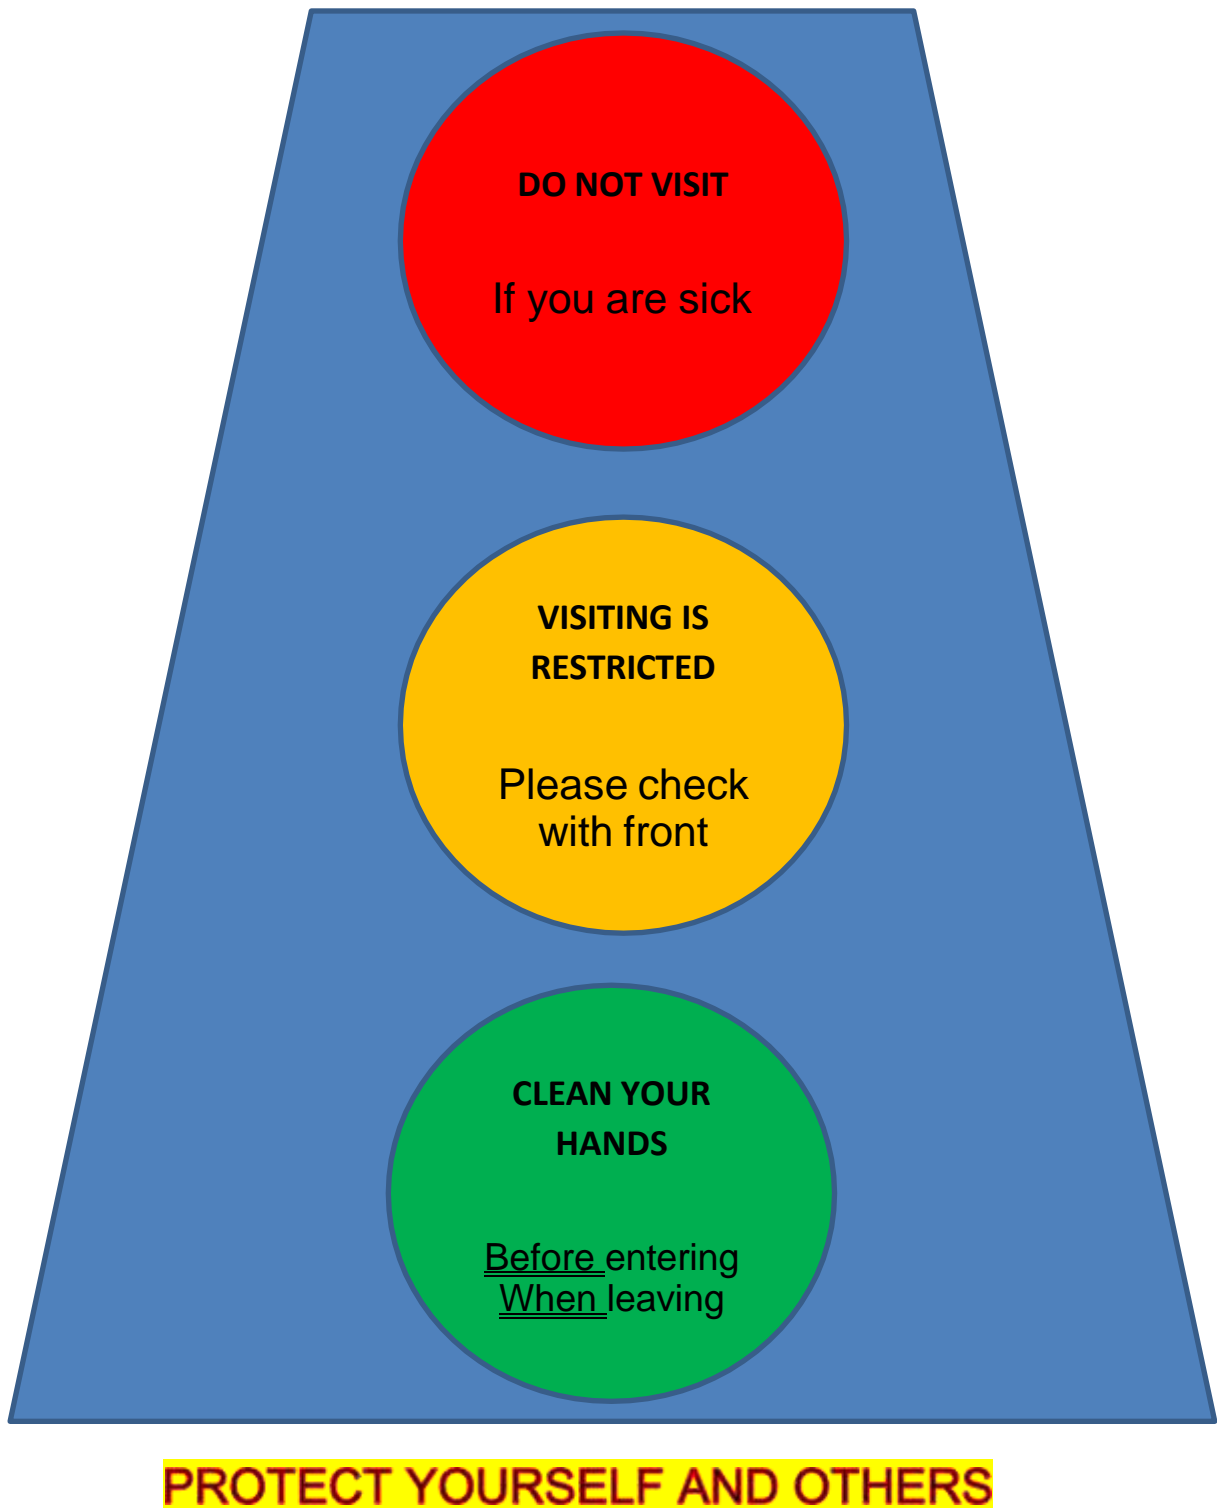 DO NOT VISIT
If you are sick
VISITING IS
RESTRICTED
Please check
with front
CLEAN YOUR
HANDS
Before entering
When leaving
PROTECT YOURSELF AND OTHERS